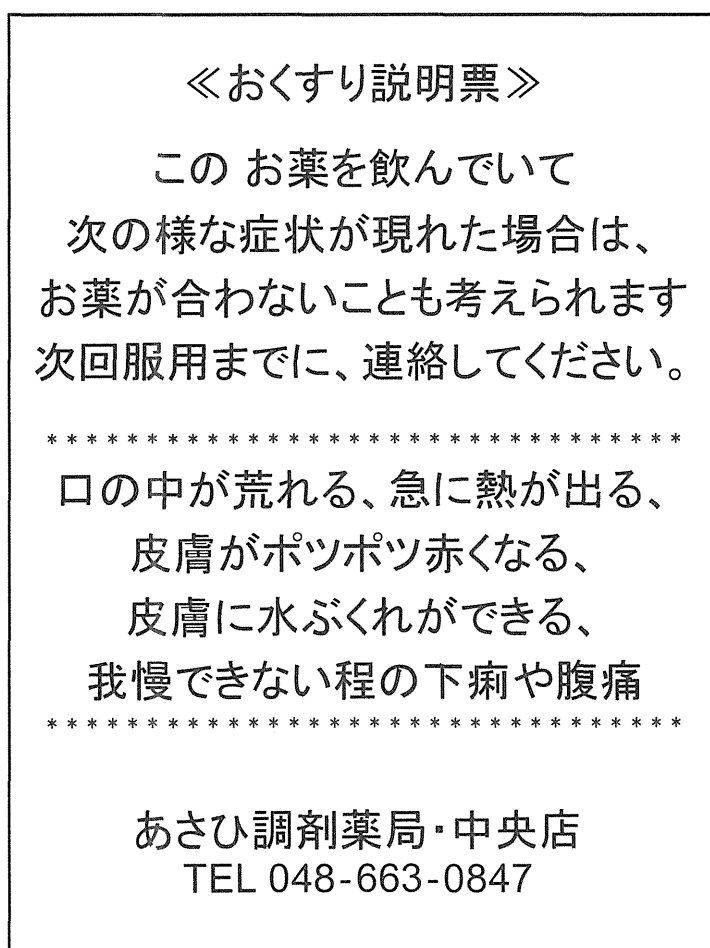 ≪おくすり説明票≫
この お薬を飲んでいて
次の様な症状が現れた場合は、
お薬が合わないことも考えられます
次回服用までに、連絡してください。
********************************
口の中が荒れる、急に熱が出る、
皮膚がポツポツ赤くなる、
皮膚に水ぶくれができる、
我慢できない程の下痢や腹痛
********************************
あさひ調剤薬局・中央店
TEL 048-663-0847